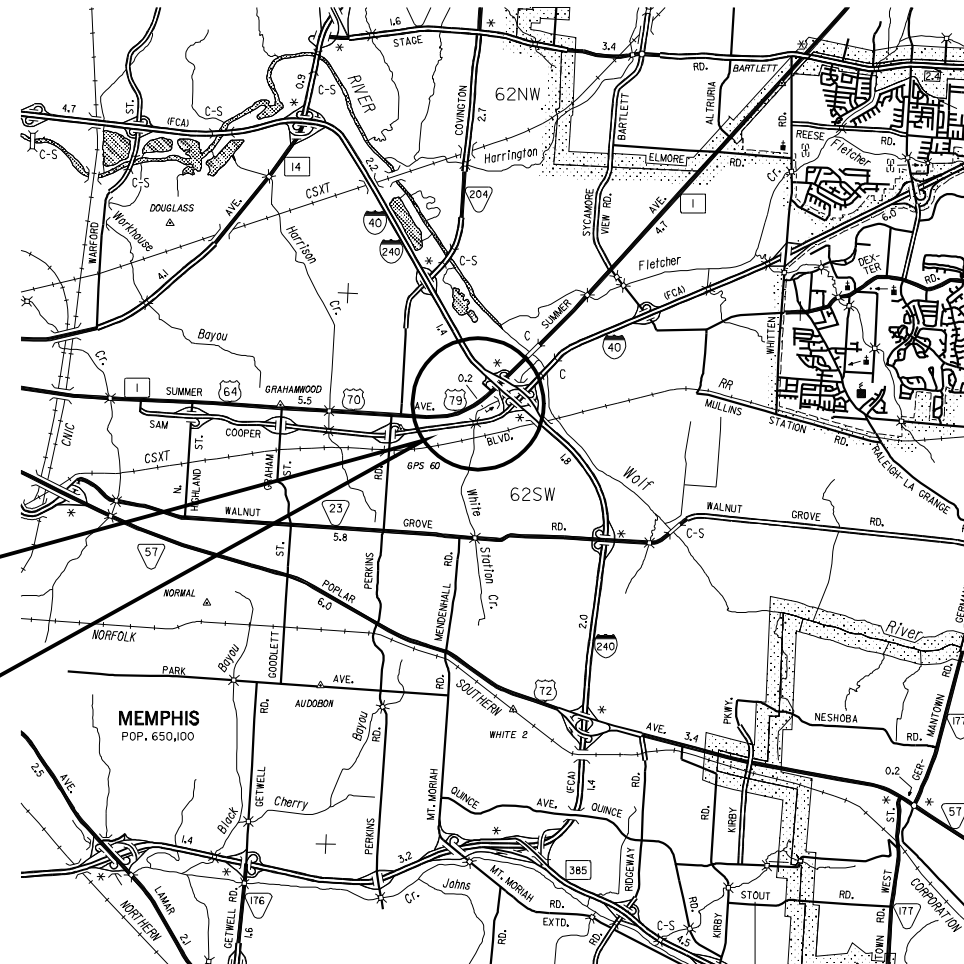 1.6
STAGE
3.4
RD.
BARTLETT
2.4
4.7
ST.
(FCA)
C-S
0.9
C-S
RIVER
62NW
COVINGTON
2.7
BARTLETT
ALTRURIA
RD.
REESE
RD.
Fletcher
C-S
C-S
14
2.2
Harrington
ELMORE
RD.
Cr.
CSXT
204
DOUGLASS
AVE.
Workhouse
WARFORD
4.1
Harrison
Cr.
40
240
C-S
SYCAMORE
VIEW RD.
AVE.
1
4.7
6.0
Fletcher
DEX-
TER
RD.
(FCA)
SUMMER
C
Bayou
1.4
40
WHITTEN
Cr.
0.2
C
1
SUMMER
64
GRAHAMWOOD
5.5
70
AVE.
79
RR
MULLINS
STATION
RD.
SAM
COOPER
BLVD.
CNIC
CSXT
ST.
GRAHAM
ST.
RD.
GPS 60
1.8
RALEIGH-LA GRANGE
N.
HIGHLAND
Wolf
62SW
White
Station Cr.
WALNUT
23
GROVE
5.8
RD.
WALNUT
GROVE
RD.
C-S
57
ST.
PERKINS
RD.
MENDENHALL
NORMAL
POPLAR
6.0
2.0
NORFOLK
Bayou
GOODLETT
240
River
GERM
PARK
AVE.
RD.
AUDOBON
RD.
SOUTHERN
72
MEMPHIS
POP. 650,100
Bayou
RD.
WHITE 2
AVE.
3.4
PKWY.
NESHOBA
RD.
MANTOWN
RD.
177
2.5
AVE.
GETWELL
Cherry
Black
MT. MORIAH
QUINCE
AVE.
QUINCE
(FCA)
1.4
RD.
RD.
KIRBY
0.2
GER-
ST.
57
1.4
PERKINS
3.2
385
RIDGEWAY
MT. MORIAH
RD.
EXTD.
Johns
Cr.
LAMAR
NORTHERN
2.1
GETWELL RD.
176
1.6
RD.
RD.
C-S
4.5
RD.
KIRBY
STOUT
RD.
WEST
177
TOWN RD.
CORPORATION